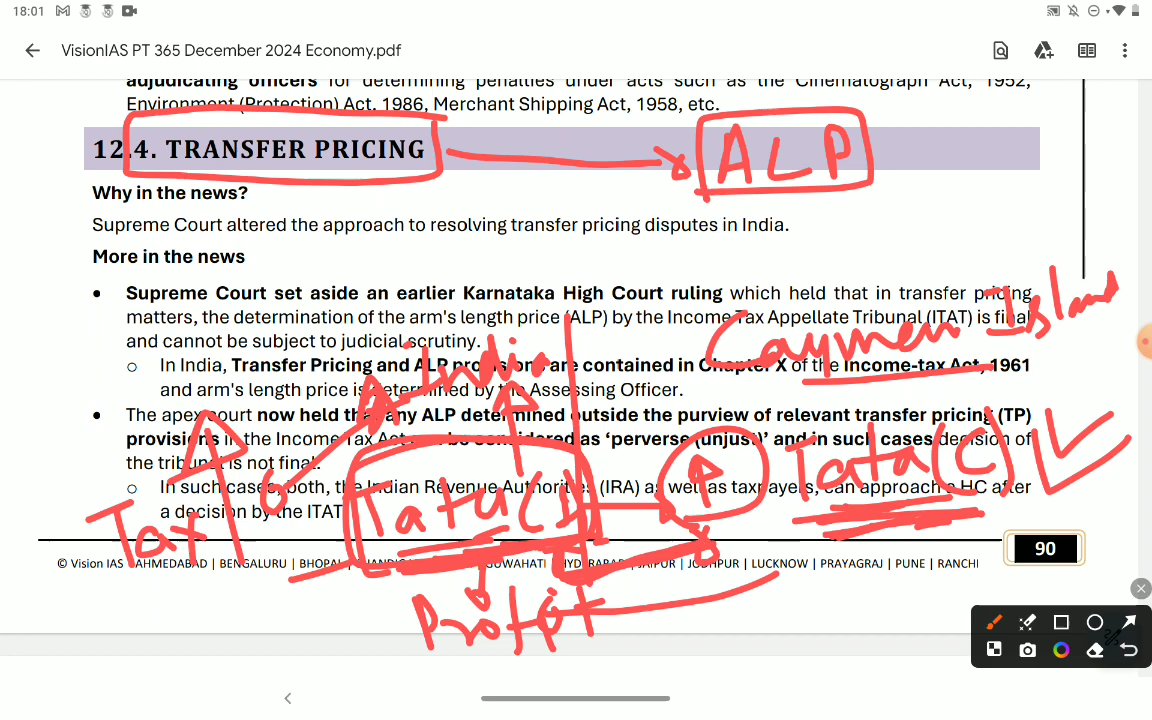 18:01
VisionIAS PT 365 December 2024 Economy.pdf
adjudicating officers for determining penalties under acts such as the Cinematograph Act, 1952,
Environment (Protection) Act, 1986, Merchant Shipping Act, 1958, etc.
12.4. TRANSFER PRICING
ALP
Why in the news?
Supreme Court altered the approach to resolving transfer pricing disputes in India.
More in the news
• Supreme Court set aside an earlier Karnataka High Court ruling which held that in transfer pricing
matters, the determination of the arm's length price (ALP) by the Income Tax Appellate Tribunal (ITAT) is final
and cannot be subject to judicial scrutiny.
Caymen Island
o In India, Transfer Pricing and ALP provisions are contained in Chapter X of the Income-tax Act, 1961
and arm's length price is determined by the Assessing Officer.
India
• The apex court now held that any ALP determined outside the purview of relevant transfer pricing (TP)
provisions in the Income Tax Act can be considered as 'perverse (unjust)' and in such cases decision of
the tribunal is not final.
o In such cases, both, the Indian Revenue Authorities (IRA) as well as taxpayers, can approach a HC after
a decision by the ITAT
Tata(C)
Tata(I)
Tax
90
© Vision IAS AHMEDABAD | BENGALURU | BHOPAL | CHANDIGARH | GUWAHATI | HYDERABAD | JAIPUR | JODHPUR | LUCKNOW | PRAYAGRAJ | PUNE | RANCHI
Profit